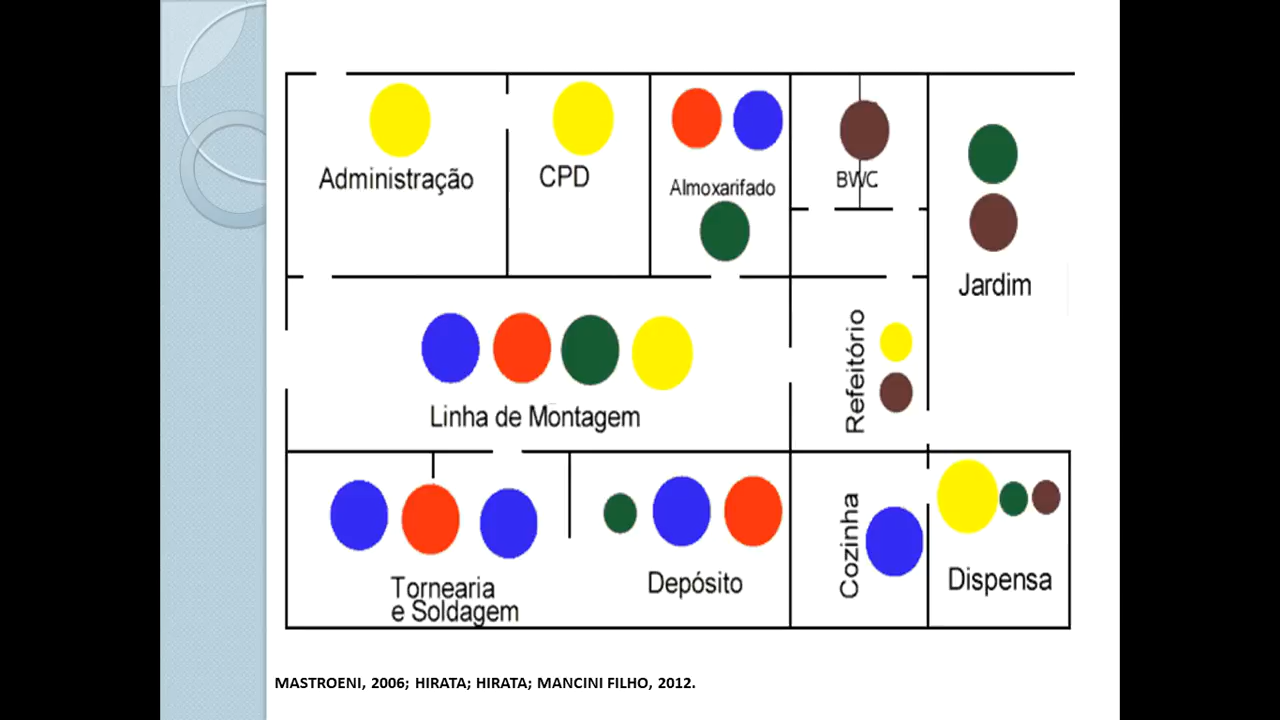 Administração
CPD
Almoxarifado
BWC
Jardim
Linha de Montagem
Refeitório
Tornearia
e Soldagem
Depósito
Cozinha
Dispensa
MASTROENI, 2006; HIRATA; HIRATA; MANCINI FILHO, 2012.